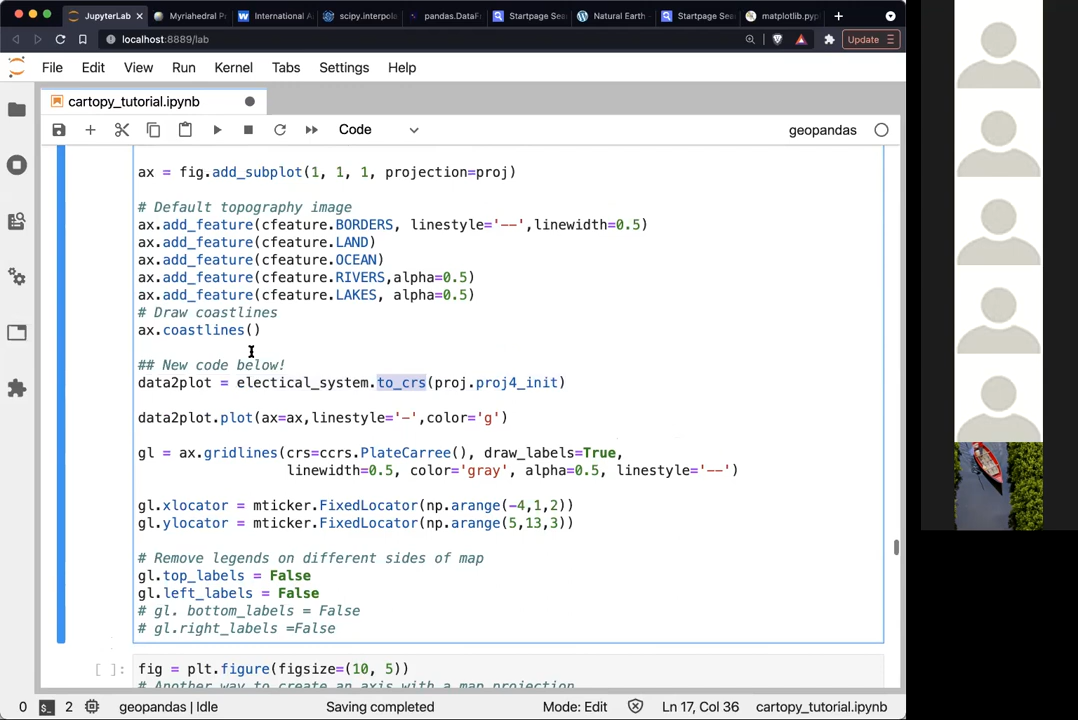 JupyterLab
Myriahedral P
International A
scipy.interpola
pandas.DataF
Startpage Sea
Natural Earth
Startpage Sea
matplotlib.pyp
localhost:8889/lab
Update
File Edit View Run Kernel Tabs Settings Help
cartopy_tutorial.ipynb
Code
geopandas
ax = fig.add_subplot(1, 1, 1, projection=proj)
# Default topography image
ax.add_feature(cfeature.BORDERS, linestyle='--',linewidth=0.5)
ax.add_feature(cfeature.LAND)
ax.add_feature(cfeature.OCEAN)
ax.add_feature(cfeature.RIVERS,alpha=0.5)
ax.add_feature(cfeature.LAKES, alpha=0.5)
# Draw coastlines
ax.coastlines()
## New code below!
data2plot = electical_system.to_crs(proj.proj4_init)
data2plot.plot(ax=ax,linestyle='-',color='g')
gl = ax.gridlines(crs=ccrs.PlateCarree(), draw_labels=True,
linewidth=0.5, color='gray', alpha=0.5, linestyle='--')
gl.xlocator = mticker.FixedLocator(np.arange(-4,1,2))
gl.ylocator = mticker.FixedLocator(np.arange(5,13,3))
# Remove legends on different sides of map
gl.top_labels = False
gl.left_labels = False
# gl. bottom_labels = False
# gl.right_labels =False
[ ]: fig = plt.figure(figsize=(10, 5))
# Another way to create an axis with a map projection
0 2 geopandas | Idle Saving completed Mode: Edit Ln 17, Col 36 cartopy_tutorial.ipynb